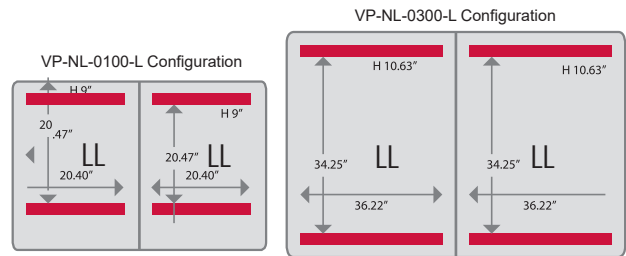 VP-NL-0100-L Configuration
H 9"
20
.47"
LL
20.40"
H 9"
20.47"
LL
20.40"
VP-NL-0300-L Configuration
H 10.63"
34.25"
LL
36.22"
H 10.63"
34.25"
LL
36.22"